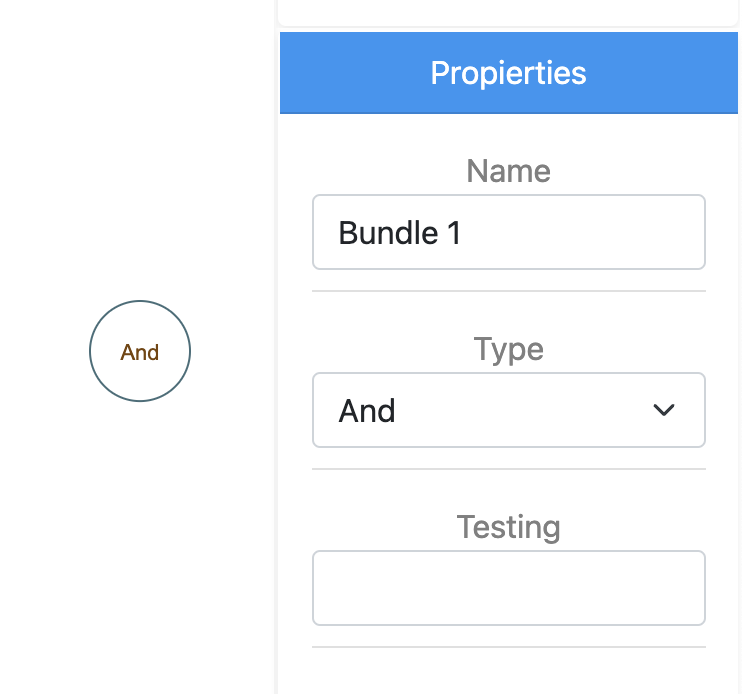 Propierties
Name
Bundle 1
And
Type
And
Testing